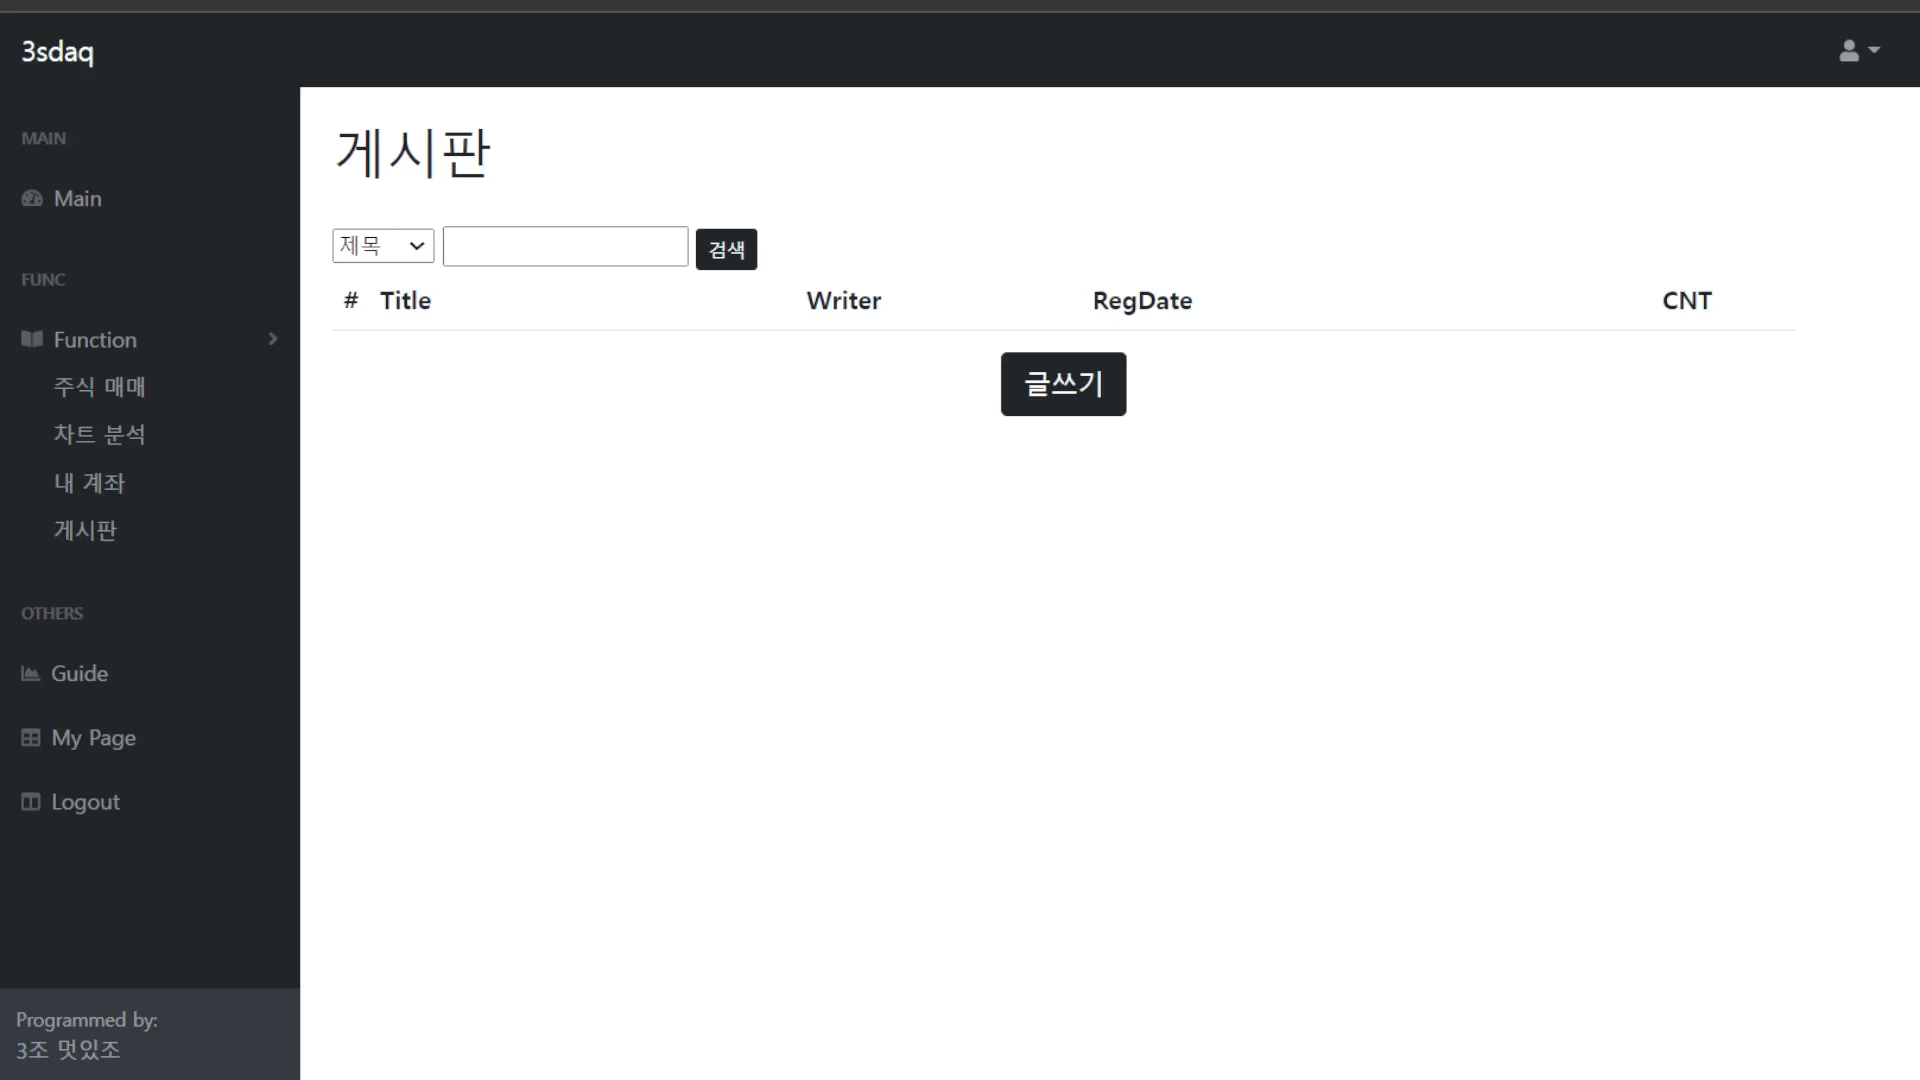 3sdaq
MAIN
Main
FUNC
Function
주식 매매
차트 분석
내 계좌
게시판
OTHERS
Guide
My Page
Logout
Programmed by:
3조 멋있조
게시판
제목 검색
# Title Writer RegDate CNT
글쓰기